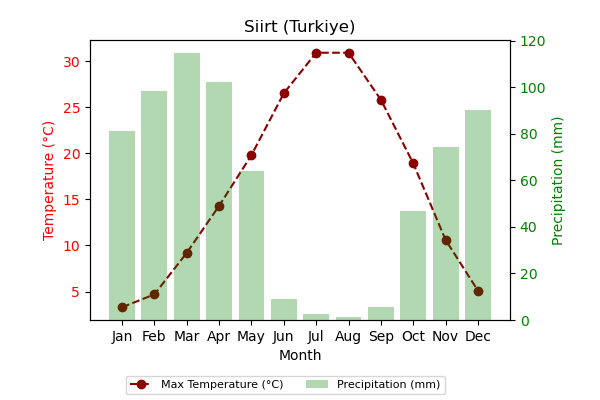 Siirt (Turkiye)
30
25
20
15
10
5
Temperature (°C)
120
100
80
60
40
20
0
Precipitation (mm)
Jan Feb Mar Apr May Jun Jul Aug Sep Oct Nov Dec
Month
Max Temperature (°C) Precipitation (mm)